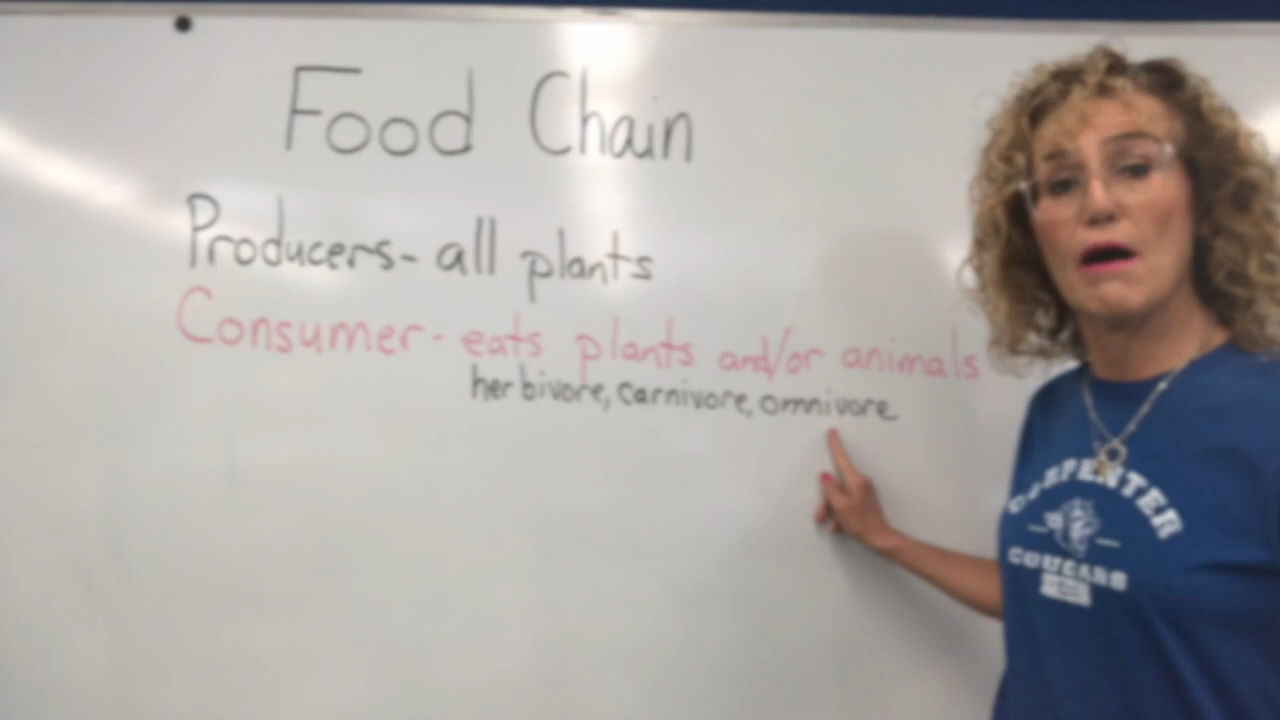 Food Chain
Producers- all plants
Consumer- eats plants and/or animals
herbivore, carnivore, omnivore
CARPENTER
COUGARS